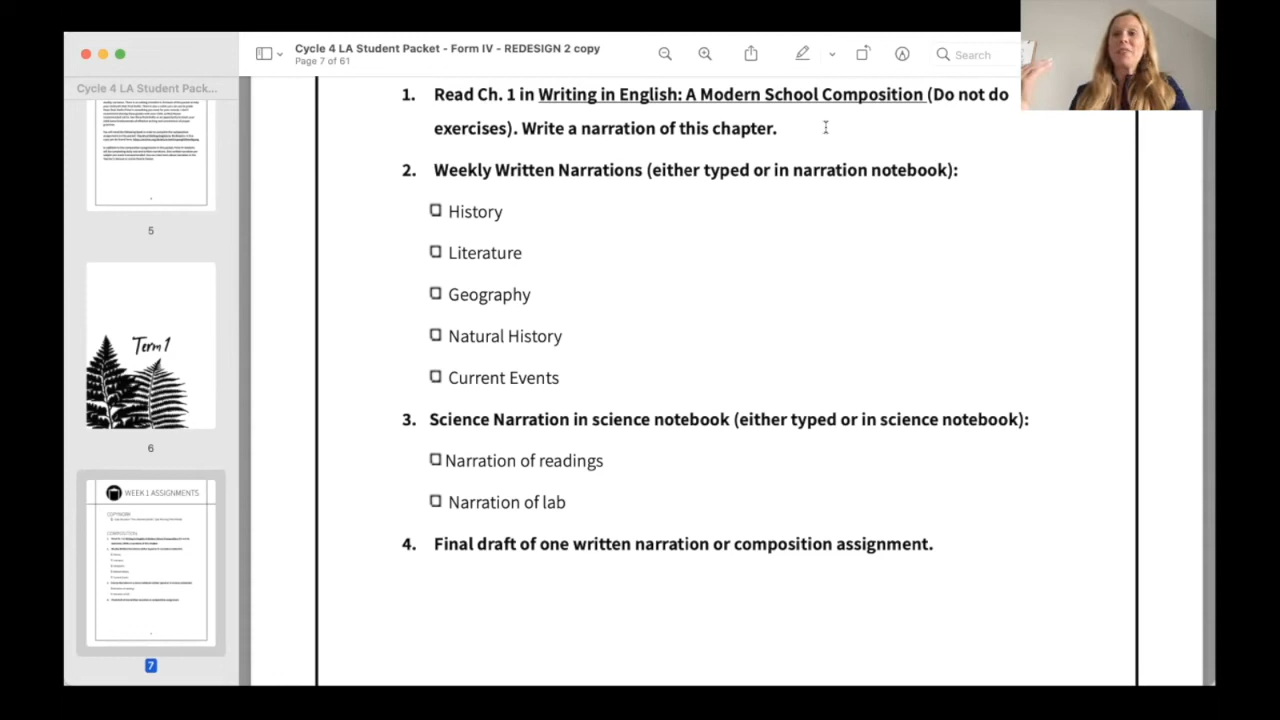 Cycle 4 LA Student Packet - Form IV - REDESIGN 2 copy
Page 7 of 61
Search
Cycle 4 LA Student Pack...
5
Term 1
6
WEEK 1 ASSIGNMENTS
COPYWORK
COMPOSITION
7
1. Read Ch. 1 in Writing in English: A Modern School Composition (Do not do
exercises). Write a narration of this chapter.
2. Weekly Written Narrations (either typed or in narration notebook):
History
Literature
Geography
Natural History
Current Events
3. Science Narration in science notebook (either typed or in science notebook):
Narration of readings
Narration of lab
4. Final draft of one written narration or composition assignment.